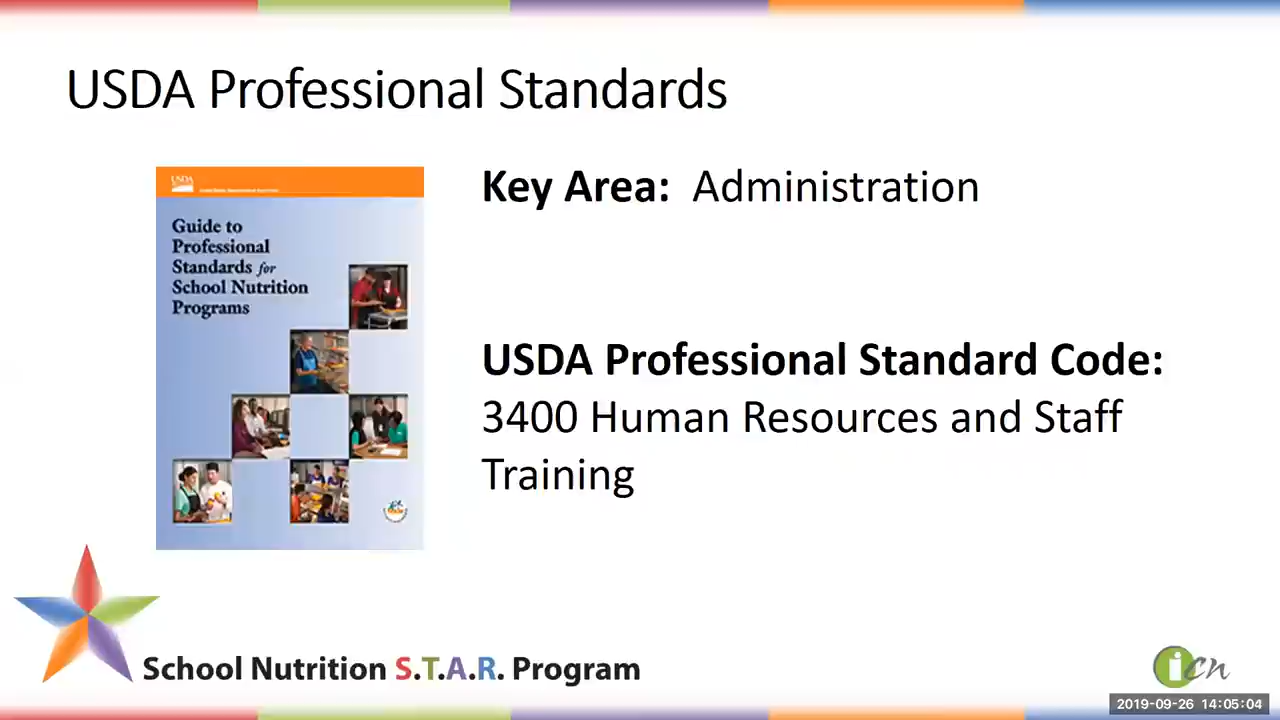 USDA Professional Standards
USDA
Guide to
Professional
Standards for
School Nutrition
Programs
Key Area: Administration
USDA Professional Standard Code:
3400 Human Resources and Staff
Training
School Nutrition S.T.A.R. Program
icn
2019-09-26 14:05:04